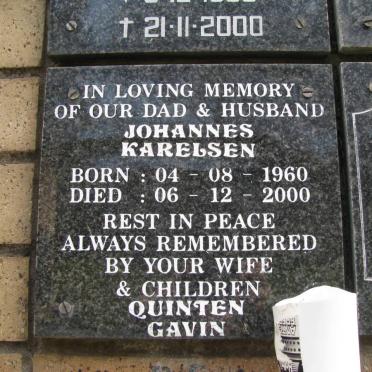 † 21·11·2000
IN LOVING MEMORY
OF OUR DAD & HUSBAND
JOHANNES
KARELSEN
BORN : 04 - 08 - 1960
DIED : 06 - 12 - 2000
REST IN PEACE
ALWAYS REMEMBERED
BY YOUR WIFE
& CHILDREN
QUINTEN
GAVIN